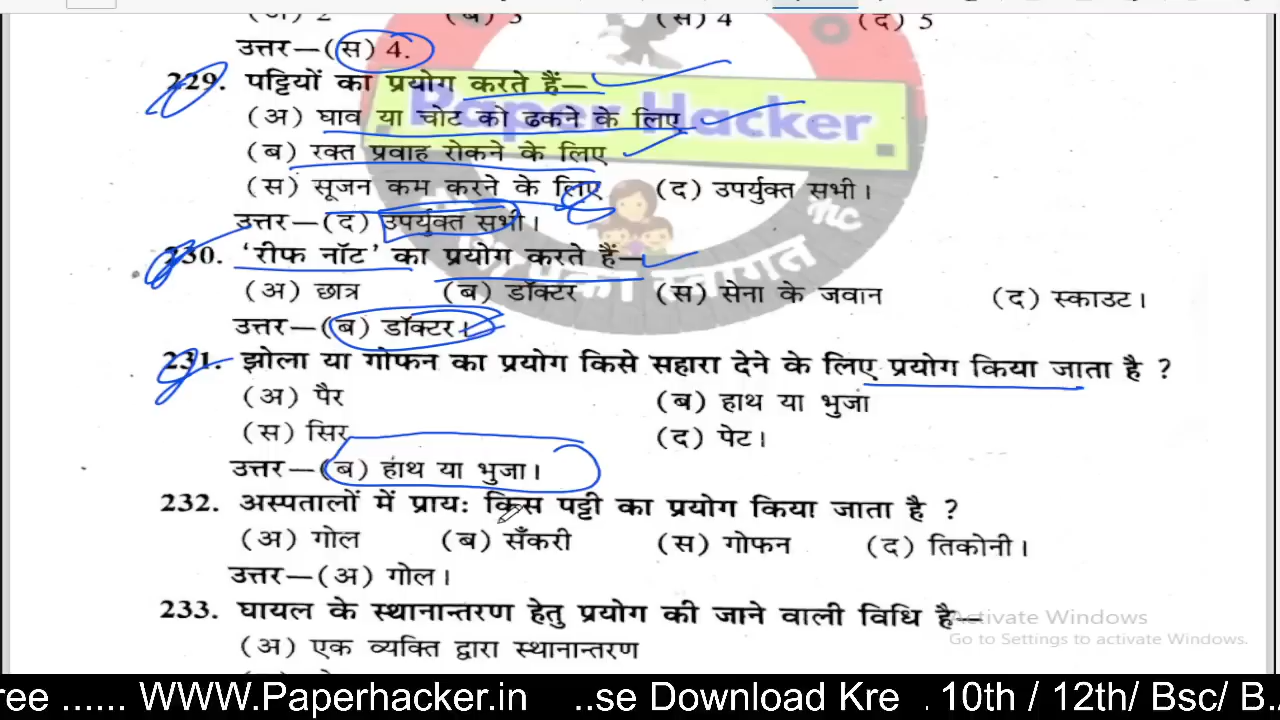 (अ) 2 (ब) 3 (स) 4 (द) 5
उत्तर—(स) 4.
229. पट्टियों का प्रयोग करते हैं—
(अ) घाव या चोट को ढकने के लिए
(ब) रक्त प्रवाह रोकने के लिए
(स) सूजन कम करने के लिए (द) उपर्युक्त सभी।
उत्तर—(द) उपर्युक्त सभी।
230. ‘रीफ नॉट’ का प्रयोग करते हैं—
(अ) छात्र (ब) डॉक्टर (स) सेना के जवान (द) स्काउट।
उत्तर—(ब) डॉक्टर।
231. झोला या गोफन का प्रयोग किसे सहारा देने के लिए प्रयोग किया जाता है ?
(अ) पैर (ब) हाथ या भुजा
(स) सिर (द) पेट।
उत्तर—(ब) हाथ या भुजा।
232. अस्पतालों में प्रायः किस पट्टी का प्रयोग किया जाता है ?
(अ) गोल (ब) सँकरी (स) गोफन (द) तिकोनी।
उत्तर—(अ) गोल।
233. घायल के स्थानान्तरण हेतु प्रयोग की जाने वाली विधि है—
(अ) एक व्यक्ति द्वारा स्थानान्तरण
Paper Hacker
Activate Windows
Go to Settings to activate Windows.
ree ...... WWW.Paperhacker.in ..se Download Kre . 10th / 12th/ Bsc/ B.